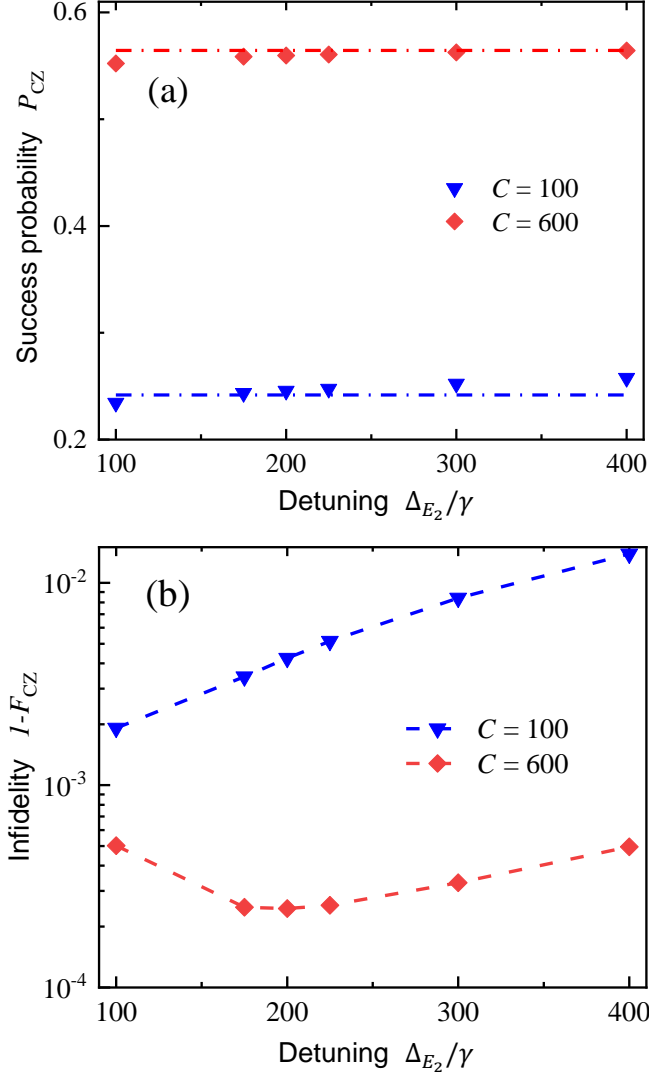 0.6
(a)
C = 100
C = 600
0.4
0.2
Success probability P_CZ
100 200 300 400
Detuning Δ_E₂/γ
10⁻²
(b)
C = 100
C = 600
10⁻³
10⁻⁴
Infidelity 1-F_CZ
100 200 300 400
Detuning Δ_E₂/γ